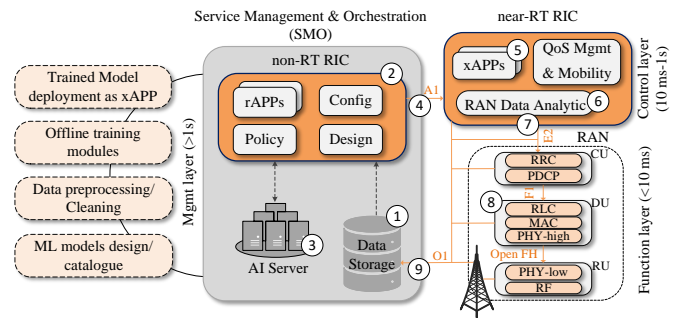 Service Management & Orchestration
(SMO)
near-RT RIC
non-RT RIC
Trained Model
deployment as xAPP
Offline training
modules
Data preprocessing/
Cleaning
ML models design/
catalogue
Mgmt layer (>1s)
2
rAPPs
Config
Policy
Design
1
3
AI Server
Data
Storage
4
A1
5
xAPPs
QoS Mgmt
& Mobility
RAN Data Analytic
6
7
Control layer
(10 ms-1s)
E2
RAN
CU
RRC
PDCP
F1
8
DU
RLC
MAC
PHY-high
Open FH
RU
PHY-low
RF
9
O1
Function layer (<10 ms)